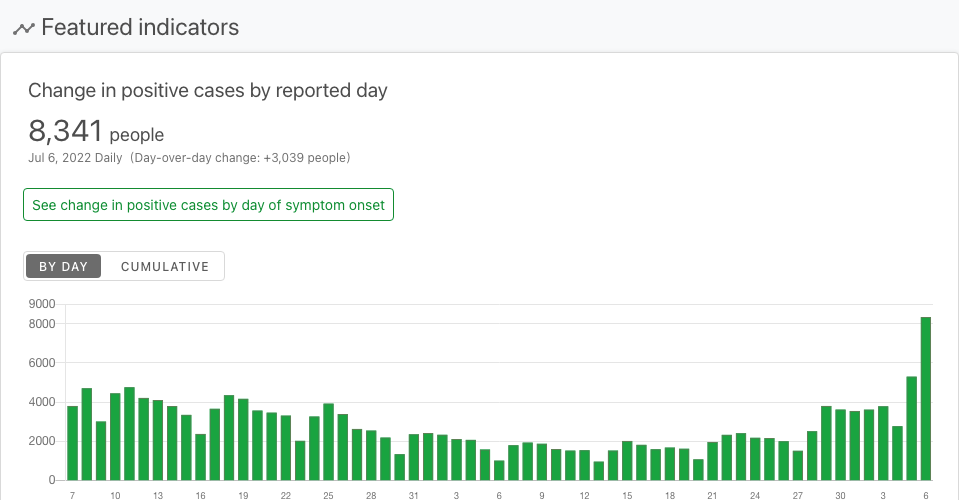 Featured indicators
Change in positive cases by reported day
8,341 people
Jul 6, 2022 Daily (Day-over-day change: +3,039 people)
See change in positive cases by day of symptom onset
BY DAY CUMULATIVE
9000
8000
6000
4000
2000
0
7 10 13 16 19 22 25 28 31 3 6 9 12 15 18 21 24 27 30 3 6